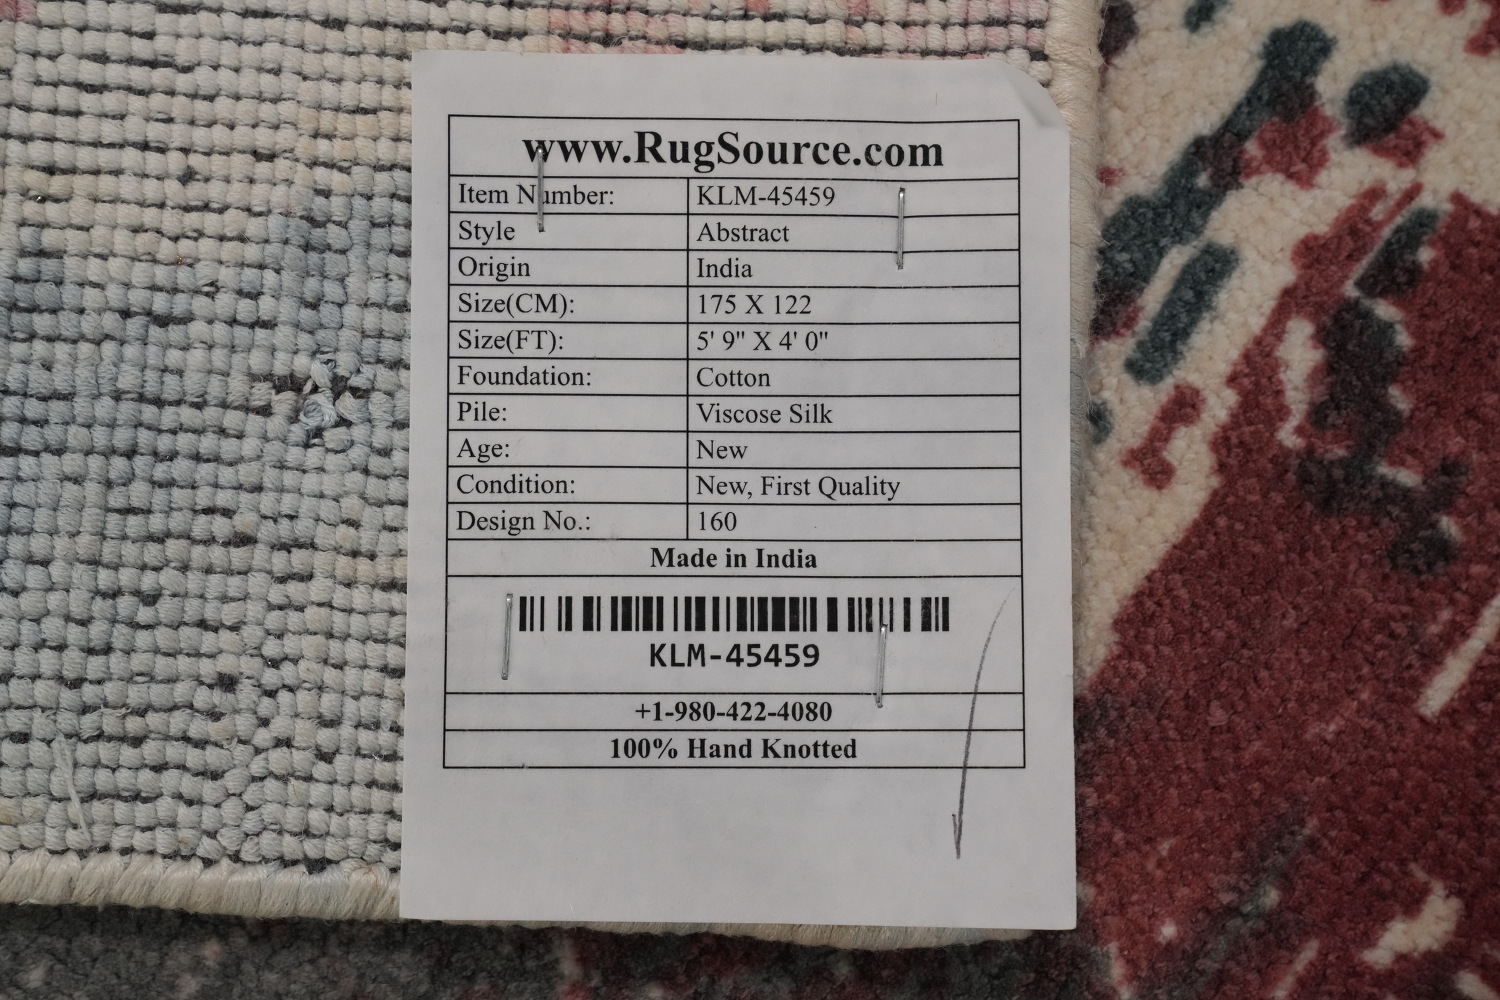 www.RugSource.com
Item Number: KLM-45459
Style Abstract
Origin India
Size(CM): 175 X 122
Size(FT): 5' 9" X 4' 0"
Foundation: Cotton
Pile: Viscose Silk
Age: New
Condition: New, First Quality
Design No.: 160
Made in India
KLM-45459
+1-980-422-4080
100% Hand Knotted